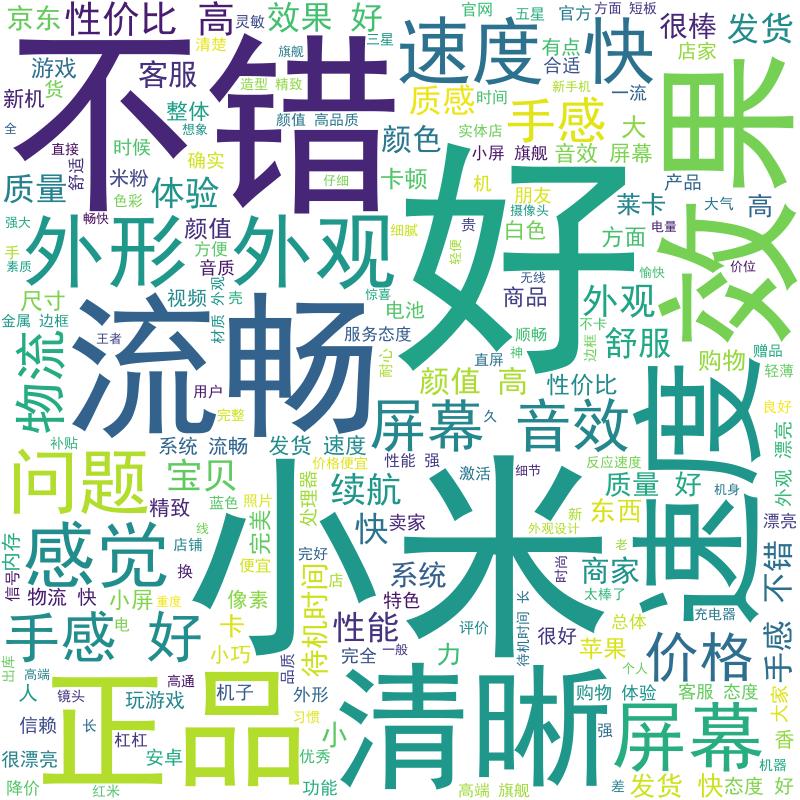 京东
性价比 高
灵敏
效果 好
官网
五星
官方
方面 短板
很棒
发货
清楚
三星
速度 快
有点
店家
游戏
客服
旗舰
合适
新机
货
造型 精致
质感
时间
新手机
一流
不错
整体
颜值 高品质
手感
大
效果
全
想象
实体店
直接
时候
确实
颜色
小屏 旗舰
音效 屏幕
舒适
质量
米粉
体验
仔细
卡顿
机
朋友
产品
色彩
好
摄像头
莱卡
大气
高
强大
畅快
细腻
贵
白色
电量
手
外形
外观
颜值
轻便
方面
素质
方便
音质
无线
愉快
价位
尺寸
视频
外观
壳
惊喜
电池
商品
外观
金属 边框
材质
服务态度
顺畅
不卡
边框
王者
流畅
直屏
神
舒服
购物
赠品
物流
耐心
轻薄
用户
颜值 高
性价比
速度
良好
完整
屏幕
久
音效
补贴
系统 流畅
发货 速度
漂亮
外观
问题
宝贝
价格便宜
性能 强
激活
细节
反应速度
处理器
续航
质量 好
机身
精致
蓝色
照片
小米
新
东西
漂亮
完美
快
卖家
外观设计
感觉
线
不错
内存
信号
店铺
便宜
完好
时尚
老
商家
换
待机时间
店
系统
太棒了
物流 快
重度
小屏
像素
特色
充电器
手感 好
电
卡
性能
评价
待机时间 长
很好
总体
手感
小巧
完全
一般
力
苹果
价格
出库
高端
高通
品质
个人
人
正品
镜头
玩游戏
机子
外形
清晰
购物 体验
客服 态度
大家
信赖
长
习惯
强
屏幕
香
很漂亮
杠杠
安卓
优秀
小
机器
降价
红米
功能
高端 旗舰
差
发货 快
态度 好